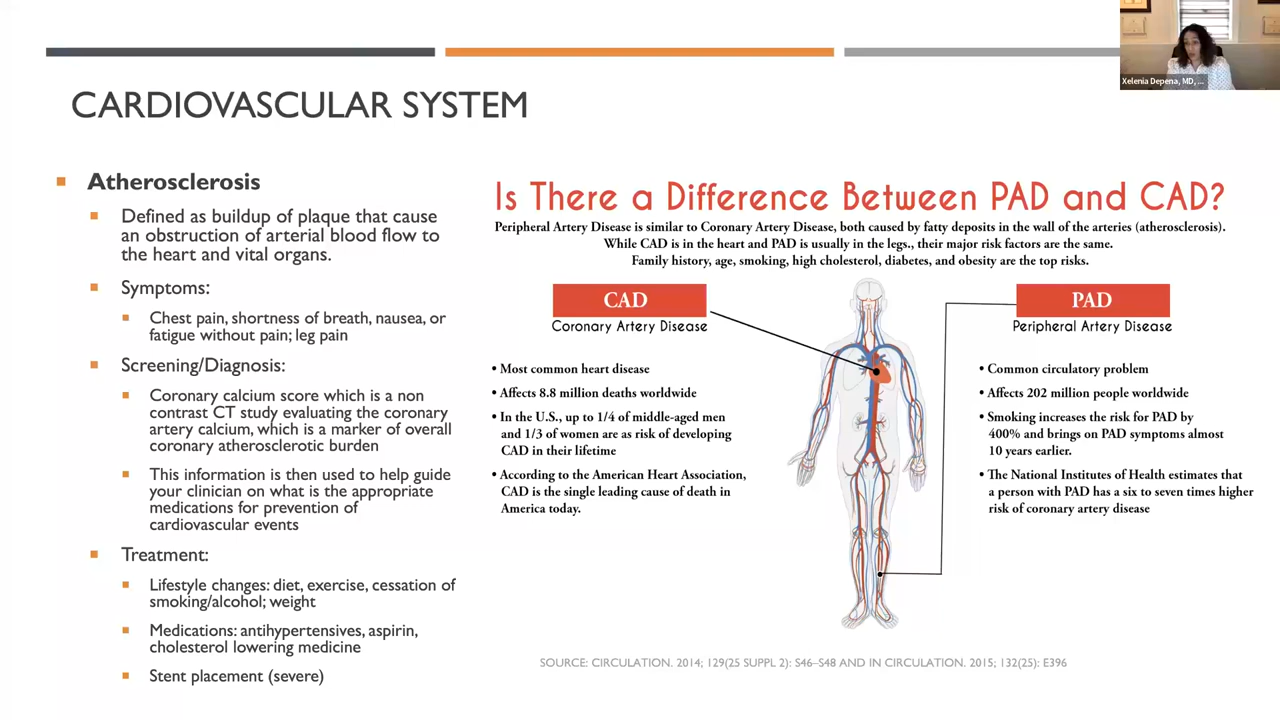 Xelenia Depena, MD, ...
CARDIOVASCULAR SYSTEM
Atherosclerosis
Defined as buildup of plaque that cause
an obstruction of arterial blood flow to
the heart and vital organs.
Symptoms:
Chest pain, shortness of breath, nausea, or
fatigue without pain; leg pain
Screening/Diagnosis:
Coronary calcium score which is a non
contrast CT study evaluating the coronary
artery calcium, which is a marker of overall
coronary atherosclerotic burden
This information is then used to help guide
your clinician on what is the appropriate
medications for prevention of
cardiovascular events
Treatment:
Lifestyle changes: diet, exercise, cessation of
smoking/alcohol; weight
Medications: antihypertensives, aspirin,
cholesterol lowering medicine
Stent placement (severe)
Is There a Difference Between PAD and CAD?
Peripheral Artery Disease is similar to Coronary Artery Disease, both caused by fatty deposits in the wall of the arteries (atherosclerosis).
While CAD is in the heart and PAD is usually in the legs., their major risk factors are the same.
Family history, age, smoking, high cholesterol, diabetes, and obesity are the top risks.
CAD
Coronary Artery Disease
• Most common heart disease
• Affects 8.8 million deaths worldwide
• In the U.S., up to 1/4 of middle-aged men
and 1/3 of women are as risk of developing
CAD in their lifetime
• According to the American Heart Association,
CAD is the single leading cause of death in
America today.
PAD
Peripheral Artery Disease
• Common circulatory problem
• Affects 202 million people worldwide
• Smoking increases the risk for PAD by
400% and brings on PAD symptoms almost
10 years earlier.
• The National Institutes of Health estimates that
a person with PAD has a six to seven times higher
risk of coronary artery disease
SOURCE: CIRCULATION. 2014; 129(25 SUPPL 2): S46–S48 AND IN CIRCULATION. 2015; 132(25): E396